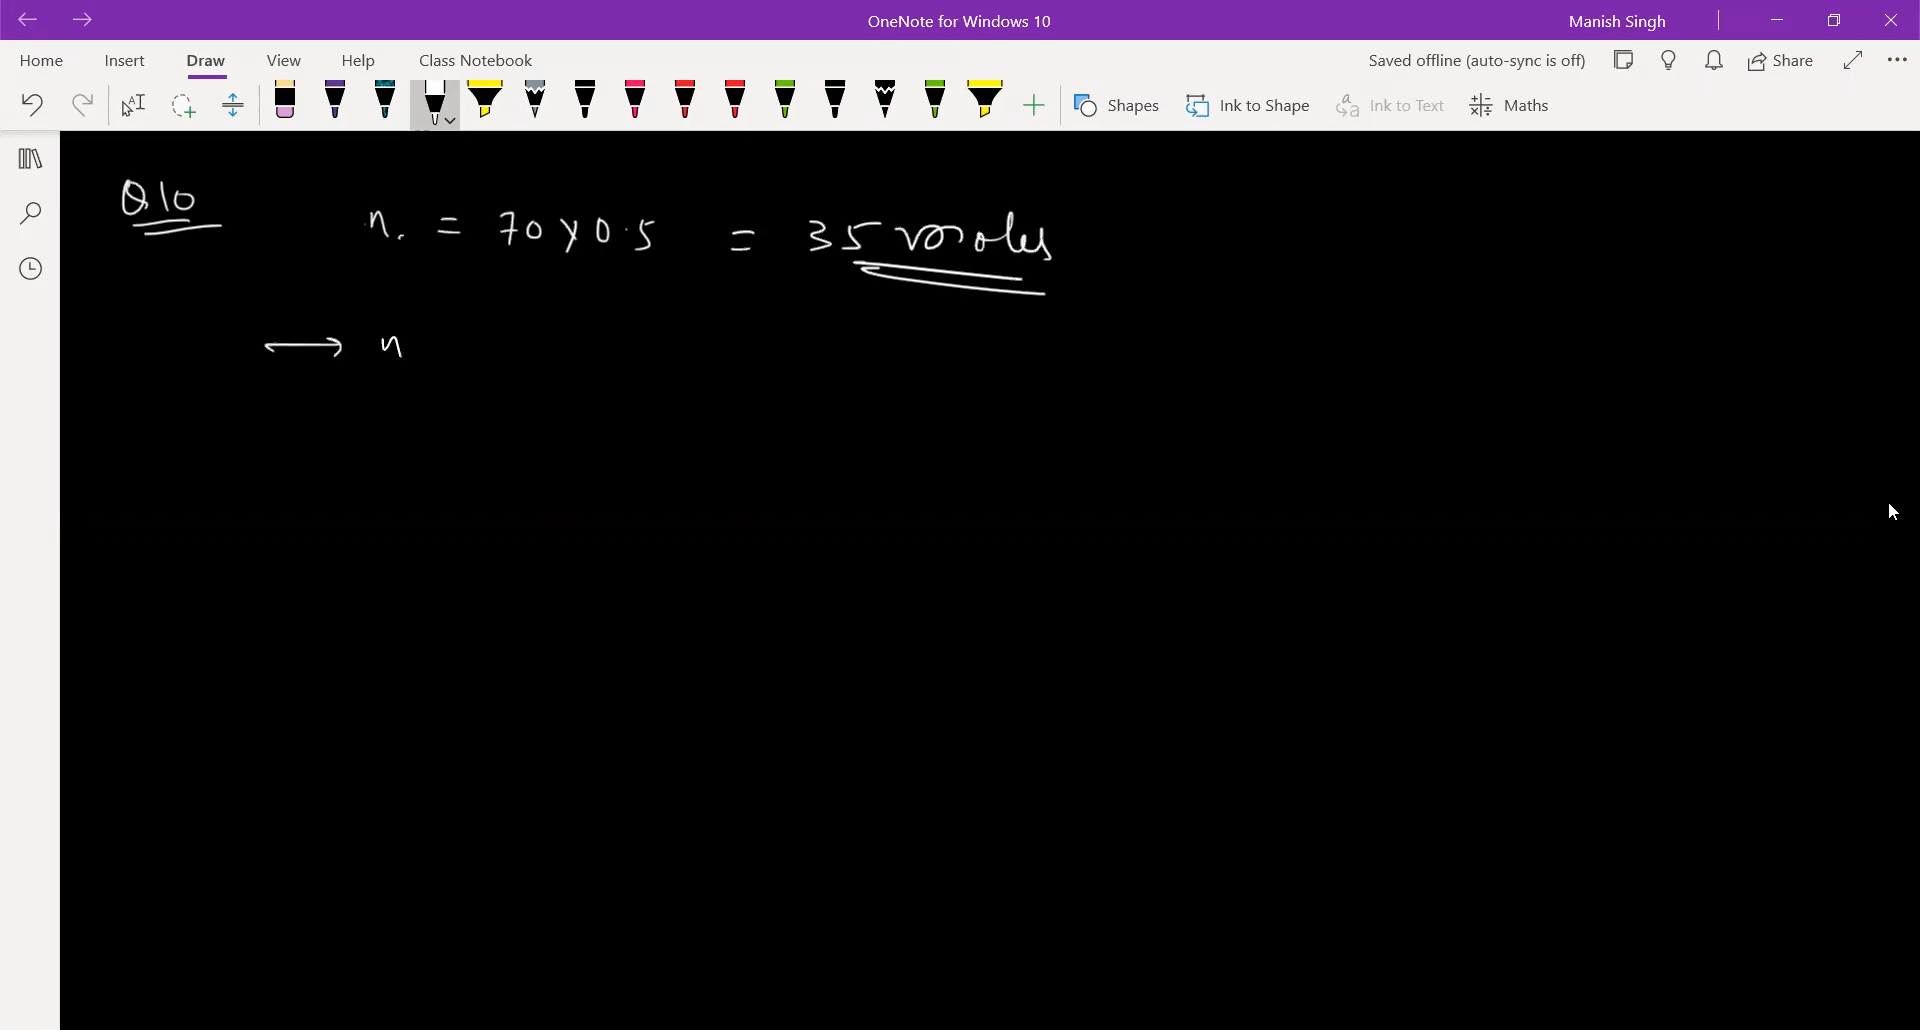 OneNote for Windows 10
Manish Singh
Home Insert Draw View Help Class Notebook
Saved offline (auto-sync is off) Share
Shapes Ink to Shape Ink to Text Maths
Q10
n. = 70 x 0.5 = 35 moles
⟷ n